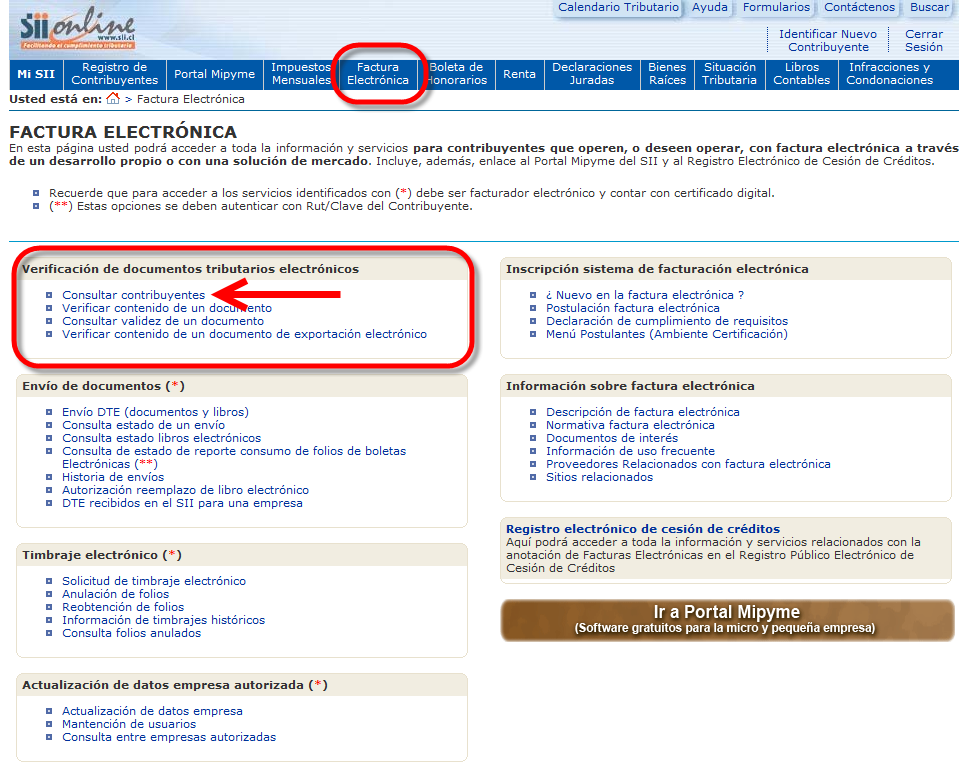 Calendario Tributario Ayuda Formularios Contáctenos Buscar
sii online
www.sii.cl
Facilitando el cumplimiento tributario
Identificar Nuevo Contribuyente
Cerrar Sesión
Mi SII
Registro de Contribuyentes
Portal Mipyme
Impuestos Mensuales
Factura Electrónica
Boleta de Honorarios
Renta
Declaraciones Juradas
Bienes Raíces
Situación Tributaria
Libros Contables
Infracciones y Condonaciones
Usted está en: > Factura Electrónica
FACTURA ELECTRÓNICA
En esta página usted podrá acceder a toda la información y servicios para contribuyentes que operen, o deseen operar, con factura electrónica a través
de un desarrollo propio o con una solución de mercado. Incluye, además, enlace al Portal Mipyme del SII y al Registro Electrónico de Cesión de Créditos.
Recuerde que para acceder a los servicios identificados con (*) debe ser facturador electrónico y contar con certificado digital.
(**) Estas opciones se deben autenticar con Rut/Clave del Contribuyente.
Verificación de documentos tributarios electrónicos
Consultar contribuyentes
Verificar contenido de un documento
Consultar validez de un documento
Verificar contenido de un documento de exportación electrónico
Envío de documentos (*)
Envío DTE (documentos y libros)
Consulta estado de un envío
Consulta estado libros electrónicos
Consulta de estado de reporte consumo de folios de boletas
Electrónicas (**)
Historia de envíos
Autorización reemplazo de libro electrónico
DTE recibidos en el SII para una empresa
Timbraje electrónico (*)
Solicitud de timbraje electrónico
Anulación de folios
Reobtención de folios
Información de timbrajes históricos
Consulta folios anulados
Actualización de datos empresa autorizada (*)
Actualización de datos empresa
Mantención de usuarios
Consulta entre empresas autorizadas
Inscripción sistema de facturación electrónica
¿ Nuevo en la factura electrónica ?
Postulación factura electrónica
Declaración de cumplimiento de requisitos
Menú Postulantes (Ambiente Certificación)
Información sobre factura electrónica
Descripción de factura electrónica
Normativa factura electrónica
Documentos de interés
Información de uso frecuente
Proveedores Relacionados con factura electrónica
Sitios relacionados
Registro electrónico de cesión de créditos
Aquí podrá acceder a toda la información y servicios relacionados con la
anotación de Facturas Electrónicas en el Registro Público Electrónico de
Cesión de Créditos
Ir a Portal Mipyme
(Software gratuitos para la micro y pequeña empresa)